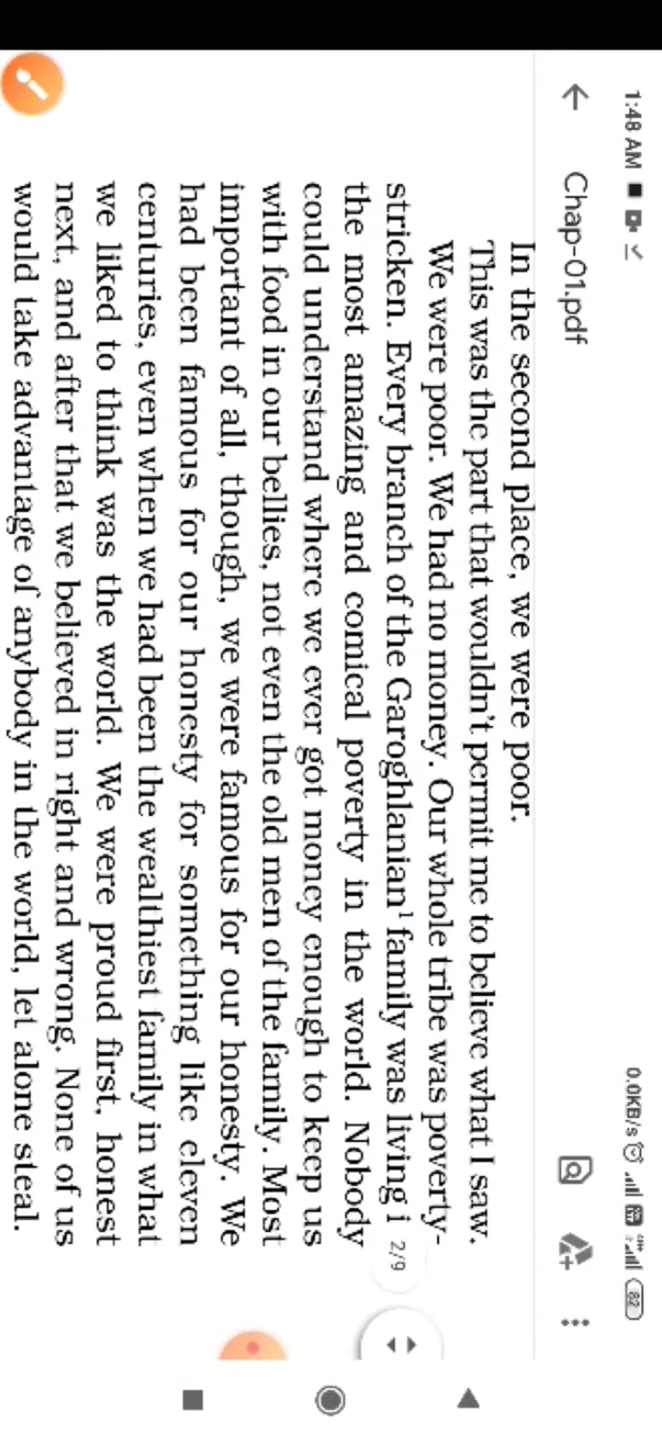 1:48 AM
0.0KB/s
82
Chap-01.pdf
In the second place, we were poor.
This was the part that wouldn't permit me to believe what I saw.
We were poor. We had no money. Our whole tribe was poverty-
stricken. Every branch of the Garoghlanian¹ family was living i
2/9
the most amazing and comical poverty in the world. Nobody
could understand where we ever got money enough to keep us
with food in our bellies, not even the old men of the family. Most
important of all, though, we were famous for our honesty. We
had been famous for our honesty for something like eleven
centuries, even when we had been the wealthiest family in what
we liked to think was the world. We were proud first, honest
next, and after that we believed in right and wrong. None of us
would take advantage of anybody in the world, let alone steal.